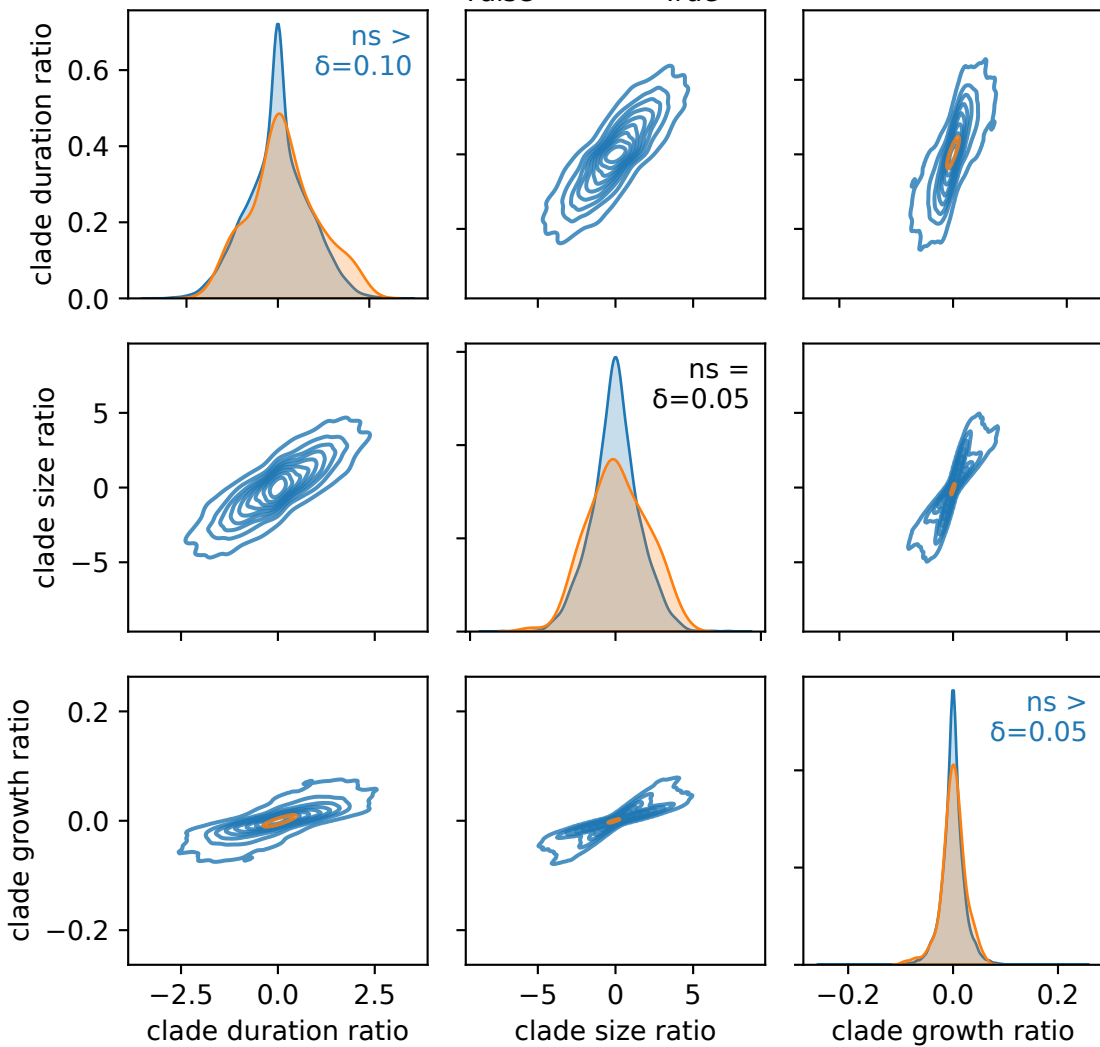 clade duration ratio
0.6
0.4
0.2
0.0
ns >
δ=0.10
clade size ratio
5
0
−5
ns =
δ=0.05
clade growth ratio
0.2
0.0
−0.2
ns >
δ=0.05
−2.5 0.0 2.5
−5 0 5
−0.2 0.0 0.2
clade duration ratio
clade size ratio
clade growth ratio